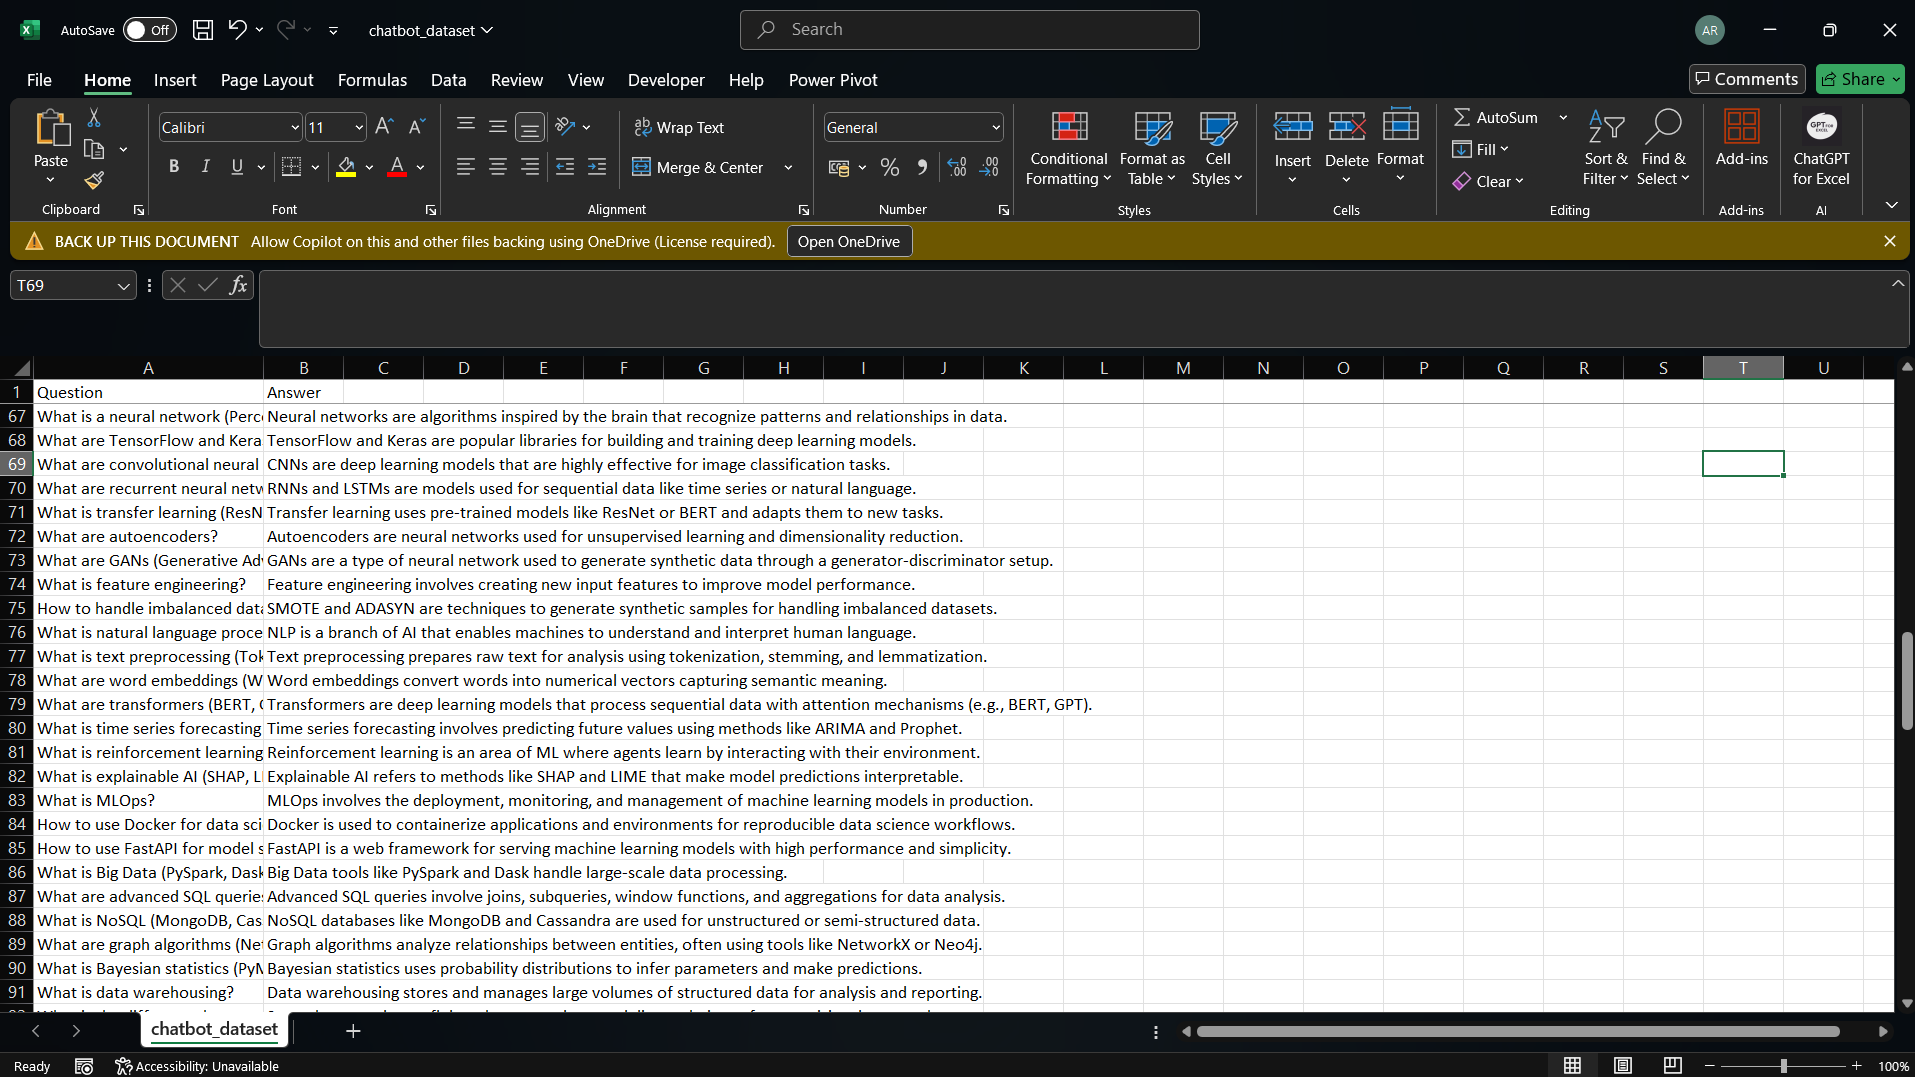 AutoSave Off chatbot_dataset Search AR
File Home Insert Page Layout Formulas Data Review View Developer Help Power Pivot Comments Share
Paste Calibri 11 Wrap Text General Conditional Formatting Format as Table Cell Styles Insert Delete Format AutoSum Fill Clear Sort & Filter Find & Select Add-ins ChatGPT for Excel
B I U A Merge & Center % GPT FOR EXCEL
Clipboard Font Alignment Number Styles Cells Editing Add-ins AI
BACK UP THIS DOCUMENT Allow Copilot on this and other files backing using OneDrive (License required). Open OneDrive
T69 fx
A B C D E F G H I J K L M N O P Q R S T U
1 Question Answer
67 What is a neural network (Perc Neural networks are algorithms inspired by the brain that recognize patterns and relationships in data.
68 What are TensorFlow and Kera TensorFlow and Keras are popular libraries for building and training deep learning models.
69 What are convolutional neural CNNs are deep learning models that are highly effective for image classification tasks.
70 What are recurrent neural netw RNNs and LSTMs are models used for sequential data like time series or natural language.
71 What is transfer learning (ResN Transfer learning uses pre-trained models like ResNet or BERT and adapts them to new tasks.
72 What are autoencoders? Autoencoders are neural networks used for unsupervised learning and dimensionality reduction.
73 What are GANs (Generative Adv GANs are a type of neural network used to generate synthetic data through a generator-discriminator setup.
74 What is feature engineering? Feature engineering involves creating new input features to improve model performance.
75 How to handle imbalanced data SMOTE and ADASYN are techniques to generate synthetic samples for handling imbalanced datasets.
76 What is natural language proce NLP is a branch of AI that enables machines to understand and interpret human language.
77 What is text preprocessing (Tok Text preprocessing prepares raw text for analysis using tokenization, stemming, and lemmatization.
78 What are word embeddings (W Word embeddings convert words into numerical vectors capturing semantic meaning.
79 What are transformers (BERT, Transformers are deep learning models that process sequential data with attention mechanisms (e.g., BERT, GPT).
80 What is time series forecasting Time series forecasting involves predicting future values using methods like ARIMA and Prophet.
81 What is reinforcement learning Reinforcement learning is an area of ML where agents learn by interacting with their environment.
82 What is explainable AI (SHAP, LI Explainable AI refers to methods like SHAP and LIME that make model predictions interpretable.
83 What is MLOps? MLOps involves the deployment, monitoring, and management of machine learning models in production.
84 How to use Docker for data sci Docker is used to containerize applications and environments for reproducible data science workflows.
85 How to use FastAPI for model s FastAPI is a web framework for serving machine learning models with high performance and simplicity.
86 What is Big Data (PySpark, Dask Big Data tools like PySpark and Dask handle large-scale data processing.
87 What are advanced SQL querie Advanced SQL queries involve joins, subqueries, window functions, and aggregations for data analysis.
88 What is NoSQL (MongoDB, Cas NoSQL databases like MongoDB and Cassandra are used for unstructured or semi-structured data.
89 What are graph algorithms (Net Graph algorithms analyze relationships between entities, often using tools like NetworkX or Neo4j.
90 What is Bayesian statistics (PyM Bayesian statistics uses probability distributions to infer parameters and make predictions.
91 What is data warehousing? Data warehousing stores and manages large volumes of structured data for analysis and reporting.
chatbot_dataset
Ready Accessibility: Unavailable 100%